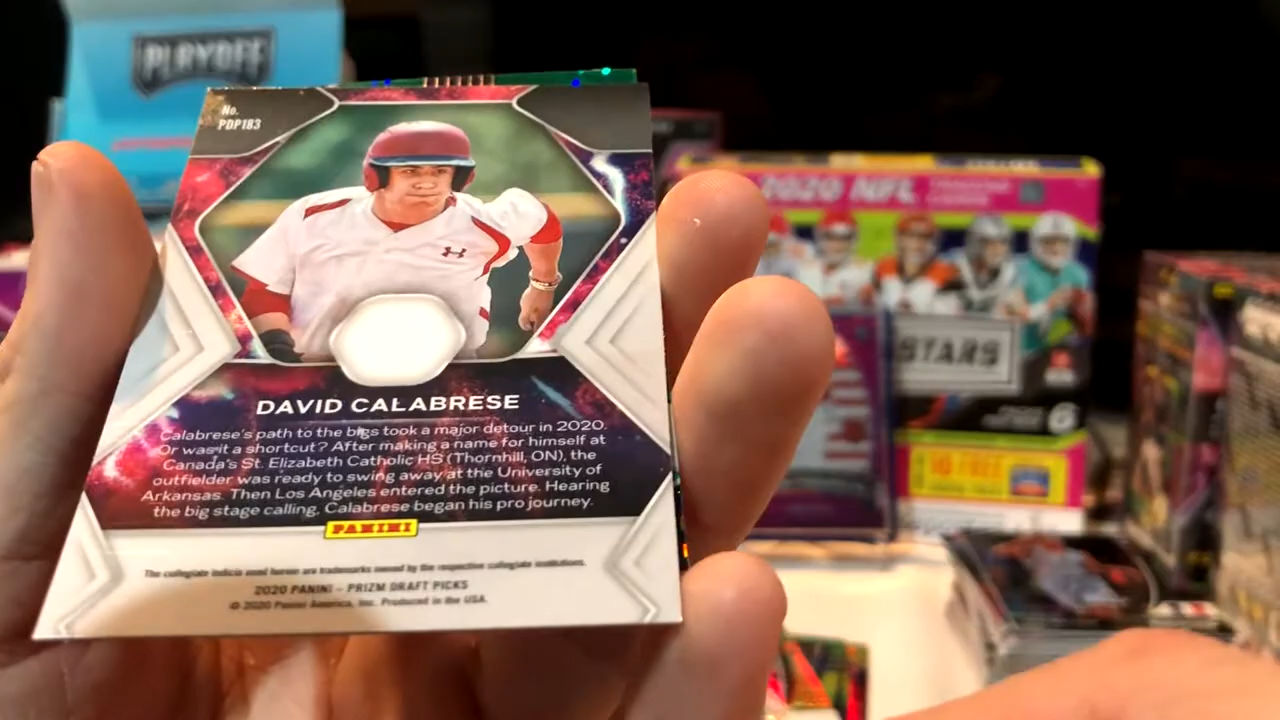 PLAYOFF
No.
PDP183
DAVID CALABRESE
Calabrese's path to the bigs took a major detour in 2020.
Or was it a shortcut? After making a name for himself at
Canada's St. Elizabeth Catholic HS (Thornhill, ON), the
outfielder was ready to swing away at the University of
Arkansas. Then Los Angeles entered the picture. Hearing
the big stage calling, Calabrese began his pro journey.
PANINI
The collegiate indicia used herein are trademarks owned by the respective collegiate institutions.
2020 PANINI – PRIZM DRAFT PICKS
© 2020 Panini America, Inc. Produced in the USA.
2020 NFL
STARS
6